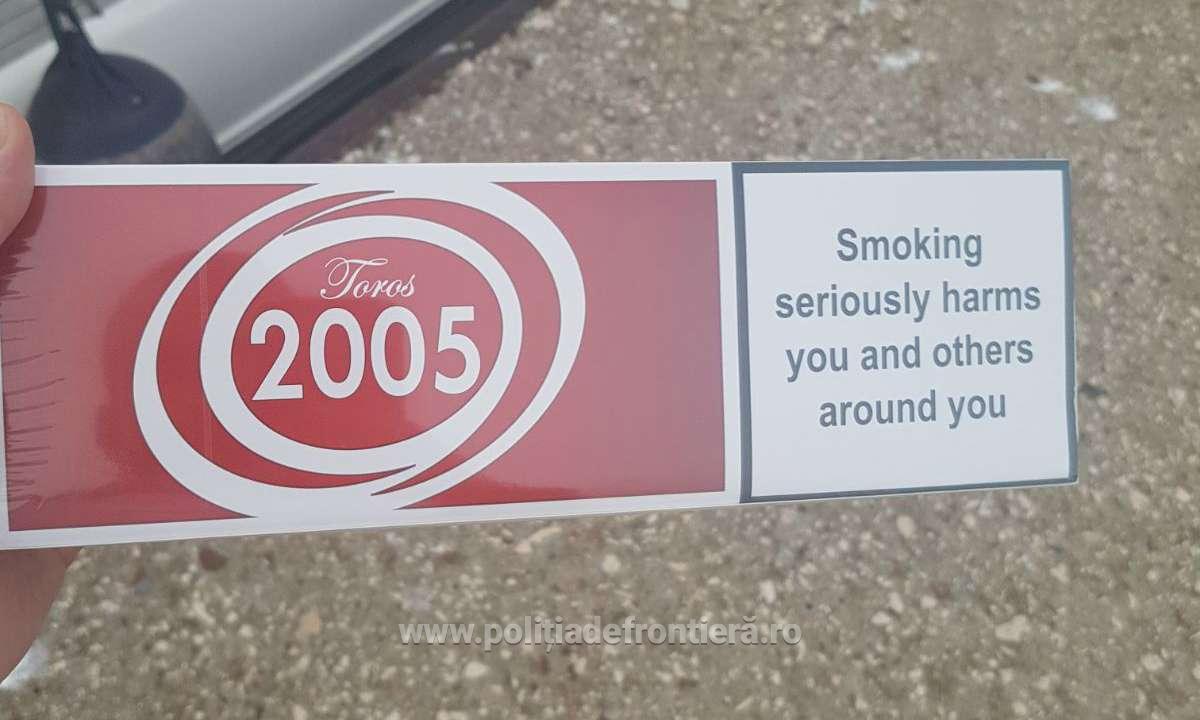 Toros
2005
Smoking
seriously harms
you and others
around you
www.politiadefrontieră.ro